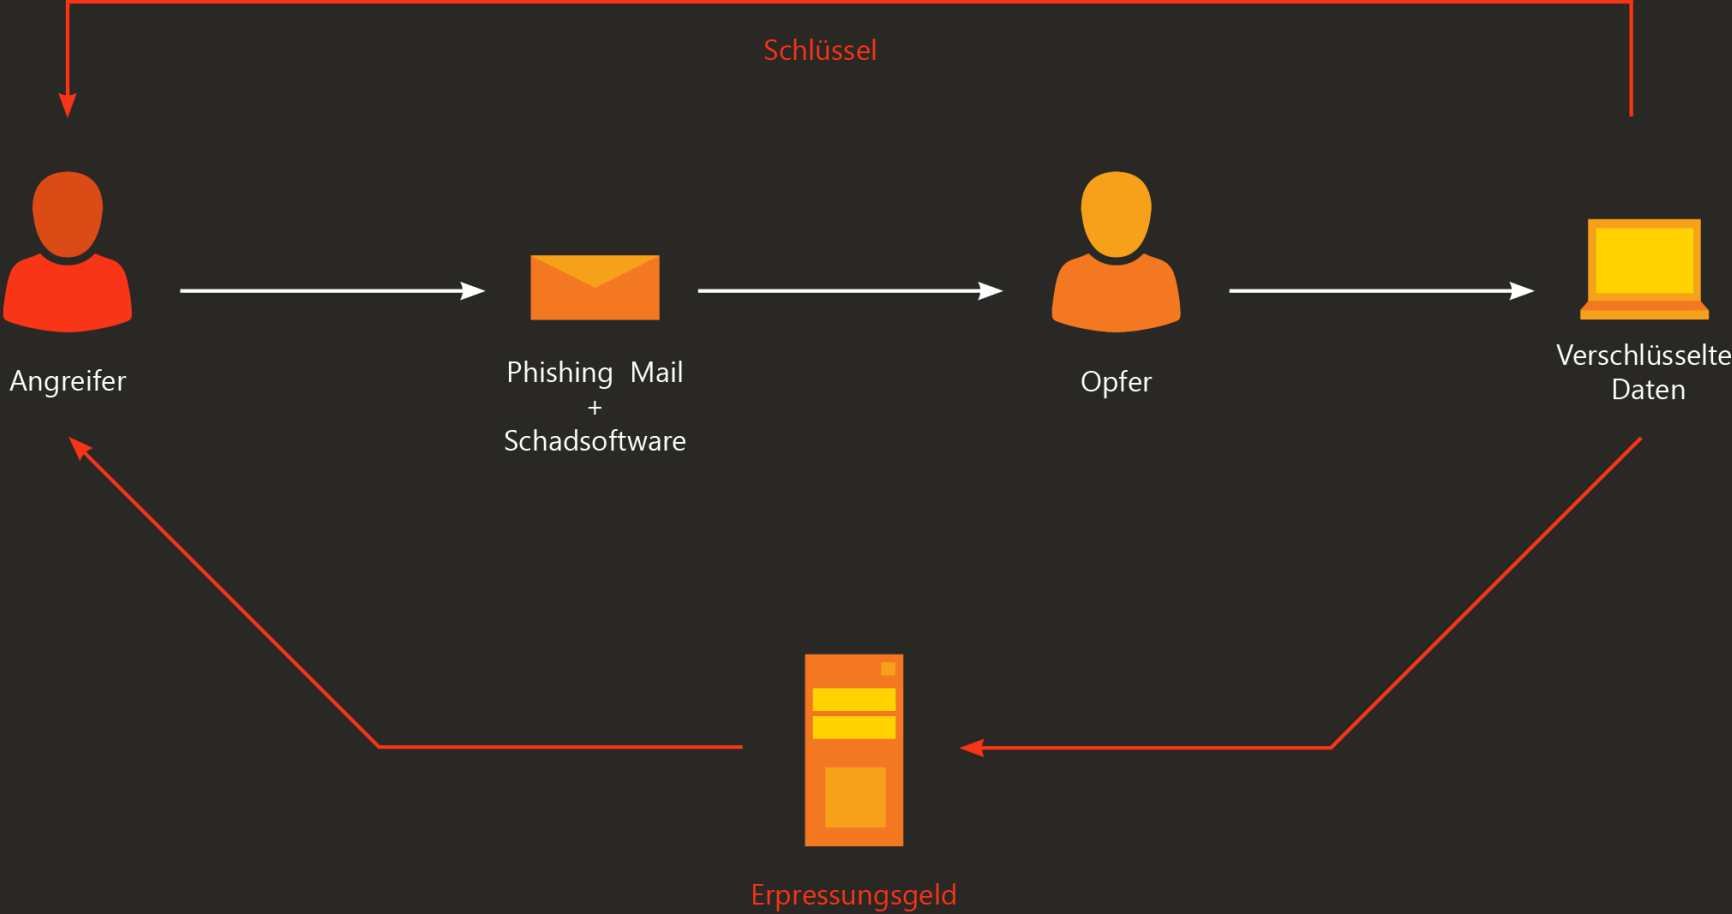 Schlüssel
Angreifer
Phishing Mail
+
Schadsoftware
Opfer
Verschlüsselte
Daten
Erpressungsgeld